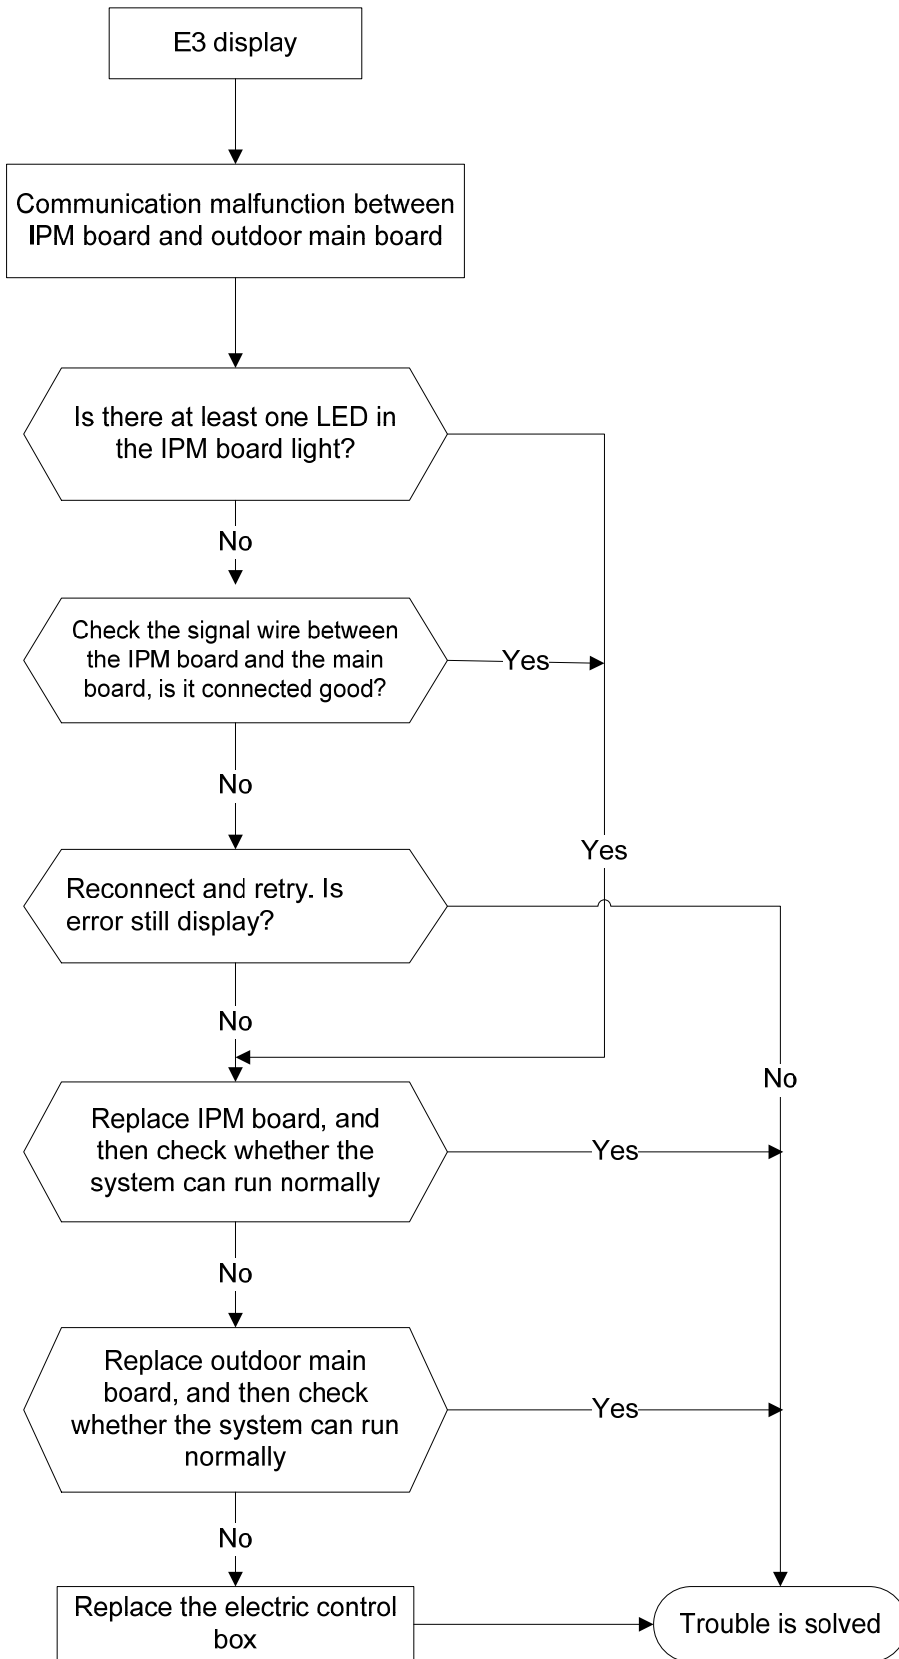 E3 display
Communication malfunction between
IPM board and outdoor main board
Is there at least one LED in
the IPM board light?
No
Check the signal wire between
the IPM board and the main
board, is it connected good?
Yes
No
Yes
Reconnect and retry. Is
error still display?
No
No
Replace IPM board, and
then check whether the
system can run normally
Yes
No
Replace outdoor main
board, and then check
whether the system can run
normally
Yes
No
Replace the electric control
box
Trouble is solved